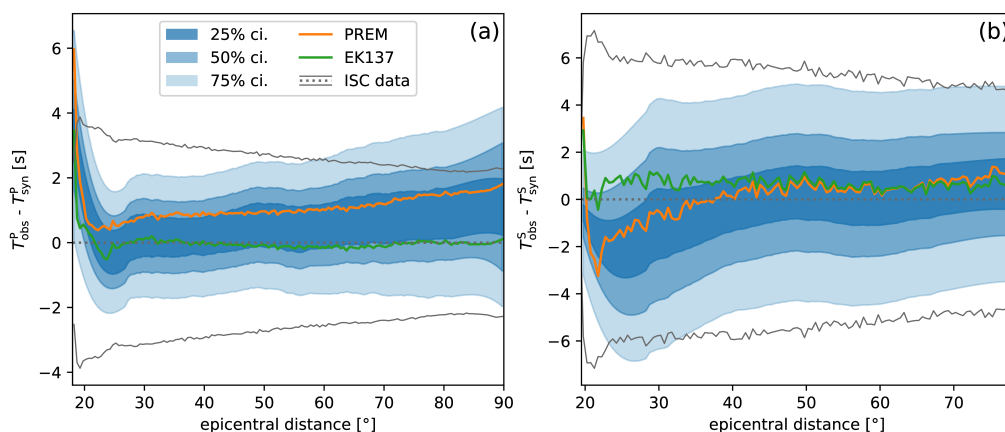 (a)
25% ci.
50% ci.
75% ci.
PREM
EK137
ISC data
6
4
2
0
−2
−4
T^P_obs - T^P_syn [s]
20 30 40 50 60 70 80 90
epicentral distance [°]
(b)
6
4
2
0
−2
−4
−6
T^S_obs - T^S_syn [s]
20 30 40 50 60 70
epicentral distance [°]